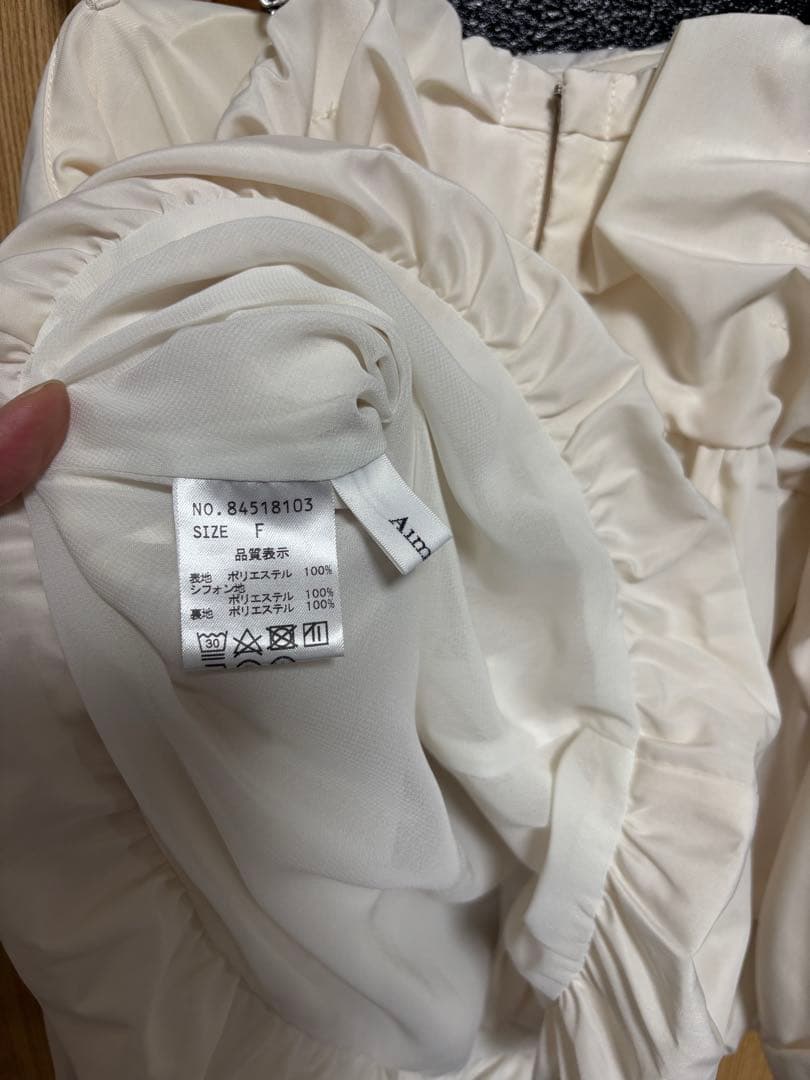 NO.84518103
SIZE F
品質表示
表地 ポリエステル 100%
シフォン地
ポリエステル 100%
裏地 ポリエステル 100%
30
Aım